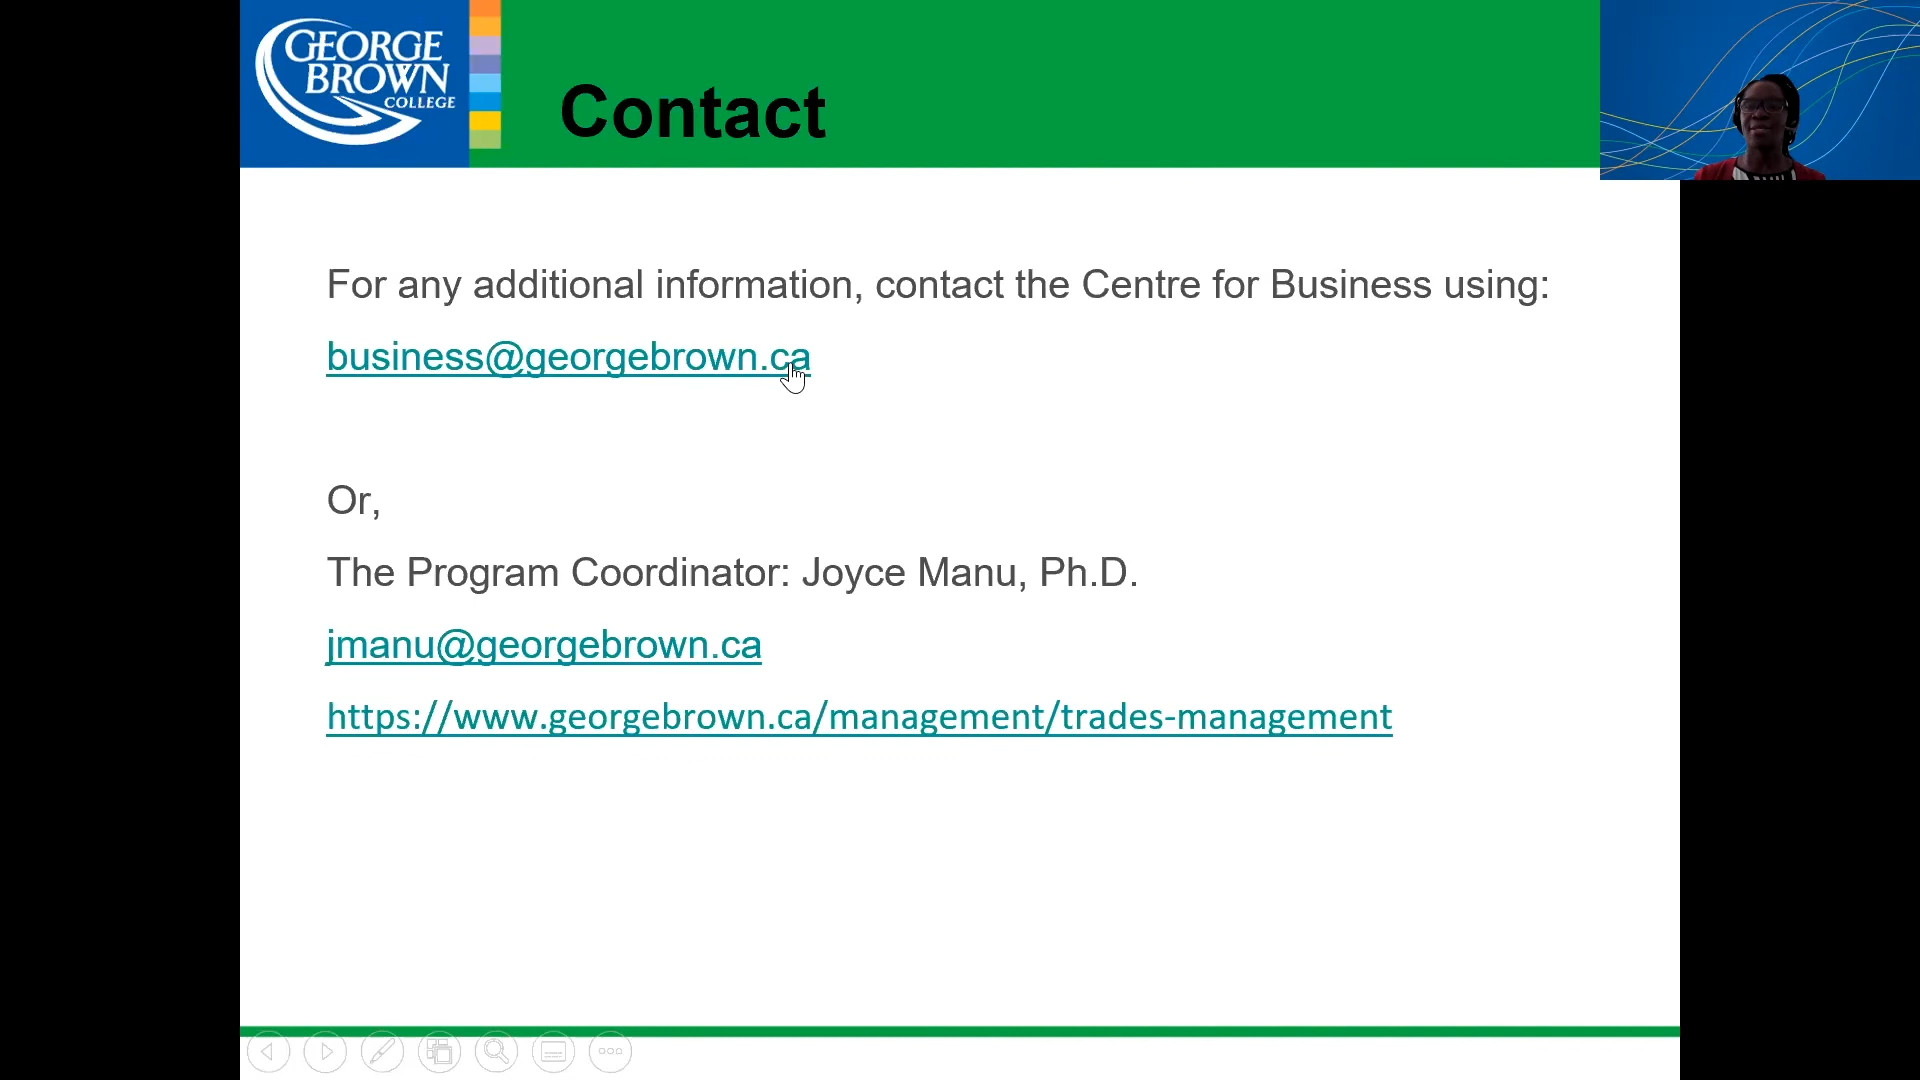 GEORGE
BROWN
COLLEGE
Contact
For any additional information, contact the Centre for Business using:
business@georgebrown.ca
Or,
The Program Coordinator: Joyce Manu, Ph.D.
jmanu@georgebrown.ca
https://www.georgebrown.ca/management/trades-management